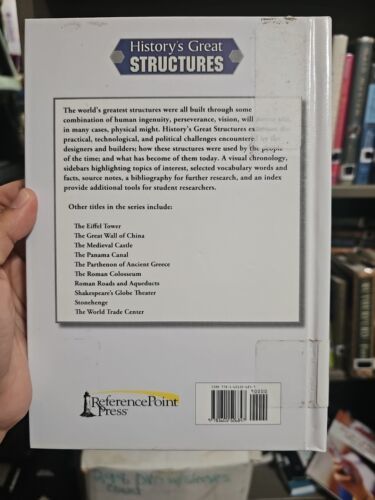 History's Great
STRUCTURES
The world's greatest structures were all built through some
combination of human ingenuity, perseverance, vision, will
in many cases, physical might. History's Great Structures
practical, technological, and political challenges encountered
designers and builders; how these structures were used by the people
of the time; and what has become of them today. A visual chronology,
sidebars highlighting topics of interest, selected vocabulary words and
facts, source notes, a bibliography for further research, and an index
provide additional tools for student researchers.
Other titles in the series include:
The Eiffel Tower
The Great Wall of China
The Medieval Castle
The Panama Canal
The Parthenon of Ancient Greece
The Roman Colosseum
Roman Roads and Aqueducts
Shakespeare's Globe Theater
Stonehenge
The World Trade Center
90000
ReferencePoint
Press